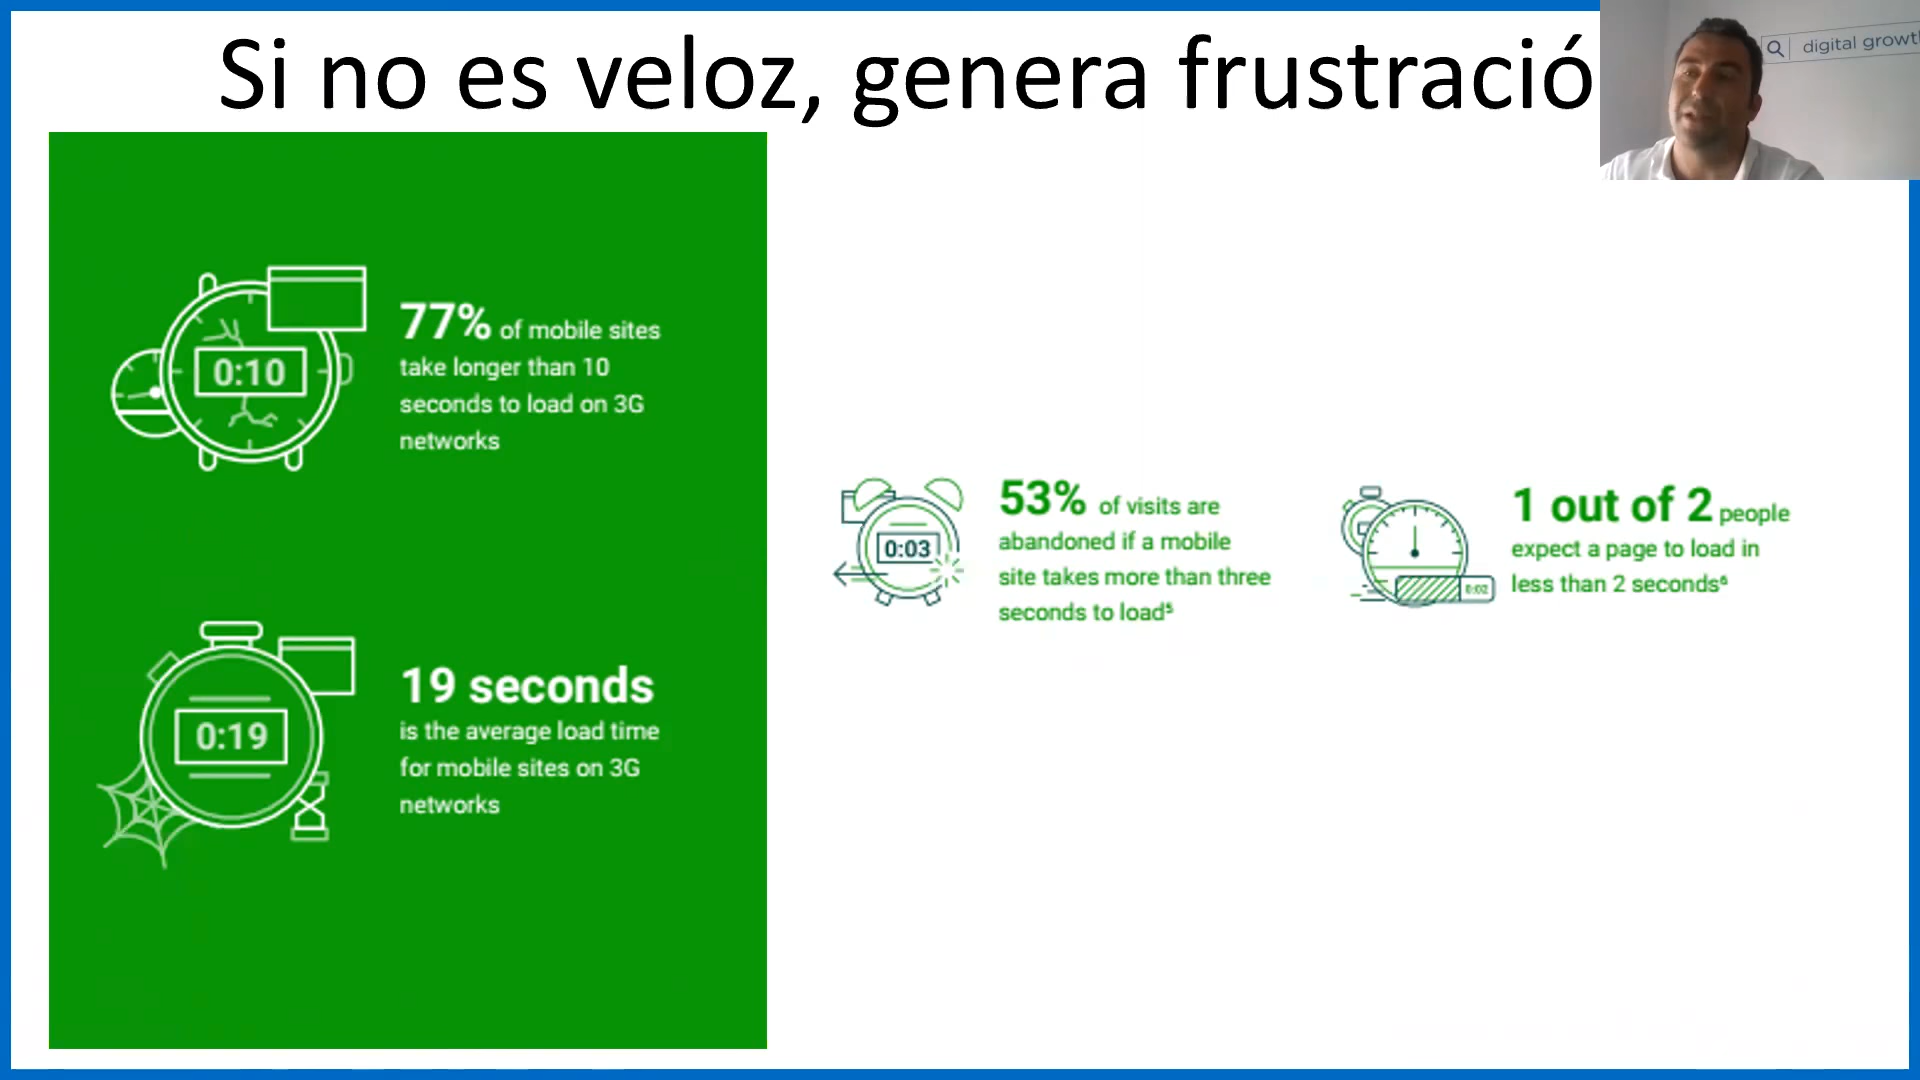 Si no es veloz, genera frustració
digital growt
77% of mobile sites
take longer than 10
seconds to load on 3G
networks
0:10
19 seconds
is the average load time
for mobile sites on 3G
networks
0:19
53% of visits are
abandoned if a mobile
site takes more than three
seconds to load⁵
0:03
1 out of 2 people
expect a page to load in
less than 2 seconds⁶
0:02